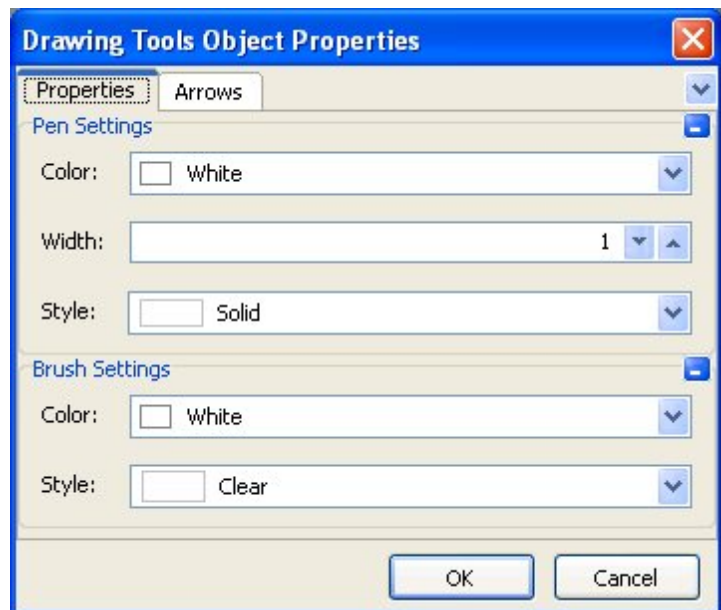 Drawing Tools Object Properties
Properties Arrows
Pen Settings
Color: White
Width: 1
Style: Solid
Brush Settings
Color: White
Style: Clear
OK Cancel